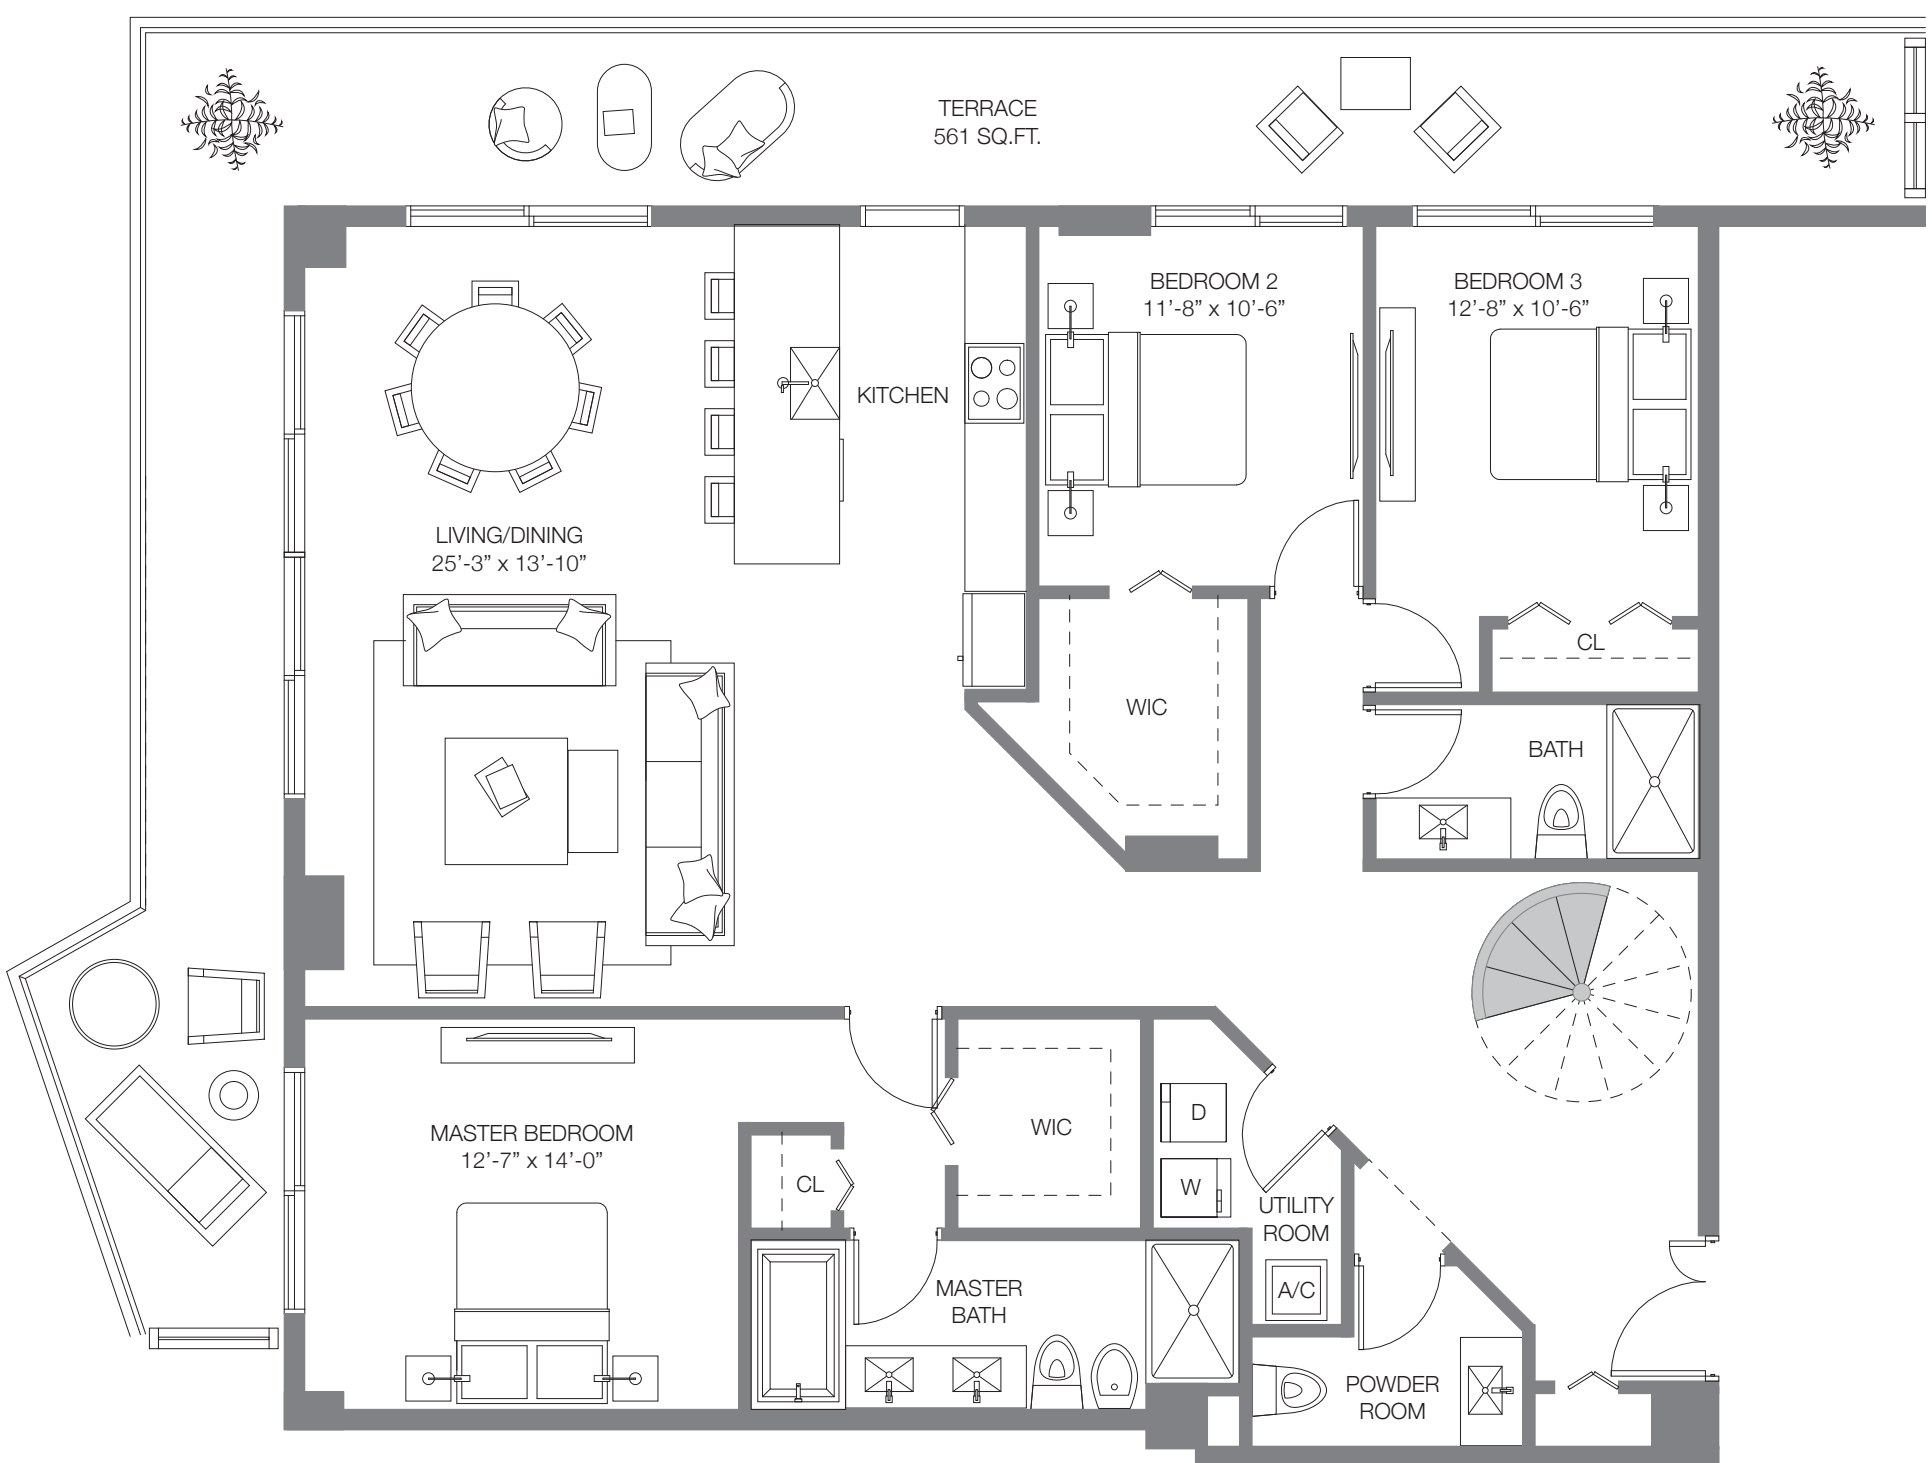 TERRACE
561 SQ.FT.
BEDROOM 2
11’-8” x 10’-6”
BEDROOM 3
12’-8” x 10’-6”
KITCHEN
LIVING/DINING
25’-3” x 13’-10”
CL
WIC
BATH
MASTER BEDROOM
12’-7” x 14’-0”
CL
WIC
D
W
UTILITY
ROOM
A/C
MASTER
BATH
POWDER
ROOM